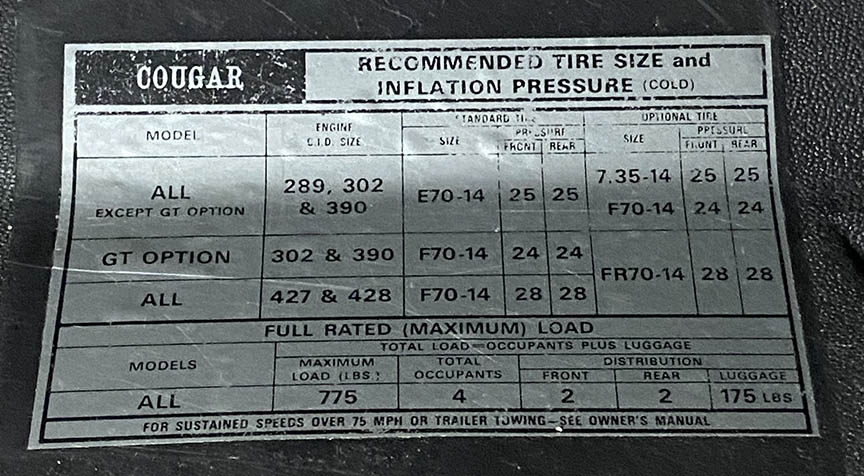 COUGAR
RECOMMENDED TIRE SIZE and
INFLATION PRESSURE (COLD)
MODEL
ENGINE
C.I.D. SIZE
STANDARD TIRE
SIZE
PRESSURE
FRONT REAR
OPTIONAL TIRE
SIZE
PRESSURE
FRONT REAR
ALL
EXCEPT GT OPTION
289, 302
& 390
E70-14 25 25
7.35-14 25 25
F70-14 24 24
GT OPTION 302 & 390 F70-14 24 24
FR70-14 28 28
ALL 427 & 428 F70-14 28 28
FULL RATED (MAXIMUM) LOAD
MODELS
TOTAL LOAD=OCCUPANTS PLUS LUGGAGE
MAXIMUM
LOAD (LBS.)
TOTAL
OCCUPANTS
DISTRIBUTION
FRONT REAR LUGGAGE
ALL 775 4 2 2 175 LBS
FOR SUSTAINED SPEEDS OVER 75 MPH OR TRAILER TOWING-SEE OWNER'S MANUAL